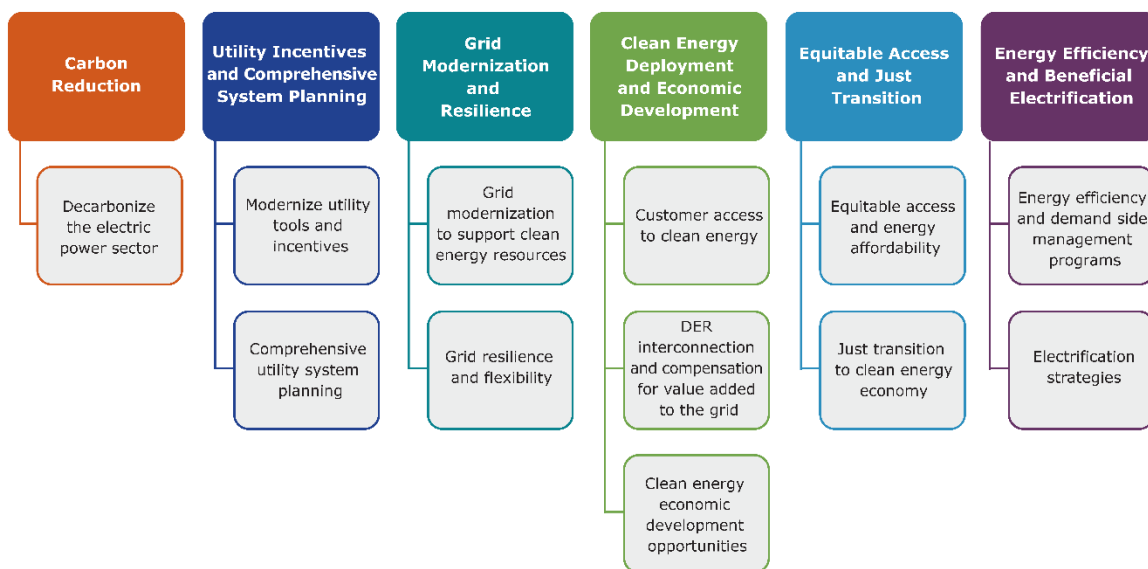 Carbon
Reduction
Decarbonize
the electric
power sector
Utility Incentives
and Comprehensive
System Planning
Modernize utility
tools and
incentives
Comprehensive
utility system
planning
Grid
Modernization
and
Resilience
Grid
modernization
to support clean
energy resources
Grid resilience
and flexibility
Clean Energy
Deployment
and Economic
Development
Customer access
to clean energy
DER
interconnection
and compensation
for value added
to the grid
Clean energy
economic
development
opportunities
Equitable Access
and Just
Transition
Equitable access
and energy
affordability
Just transition
to clean energy
economy
Energy Efficiency
and Beneficial
Electrification
Energy efficiency
and demand side
management
programs
Electrification
strategies